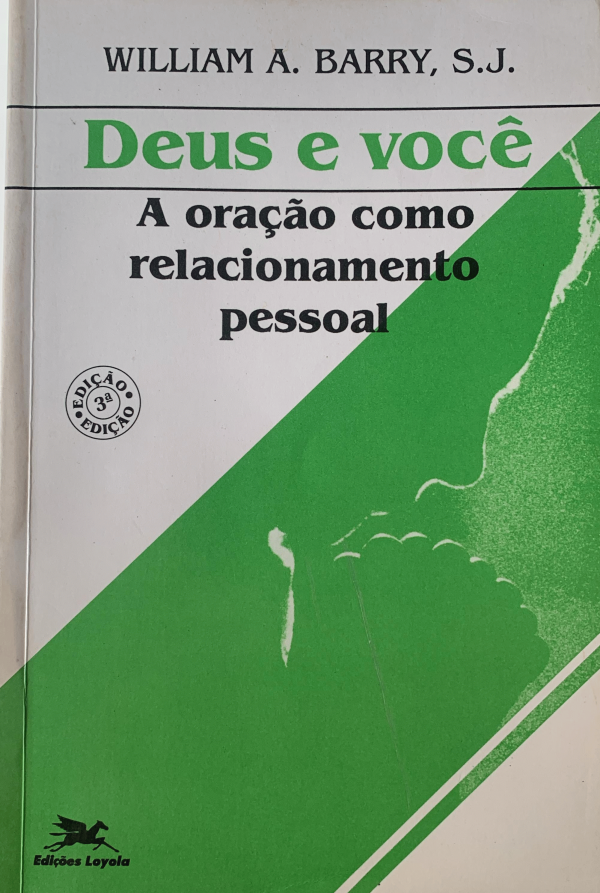 WILLIAM A. BARRY, S.J.
Deus e você
A oração como
relacionamento
pessoal
EDIÇÃO
3ª
EDIÇÃO
Edições Loyola